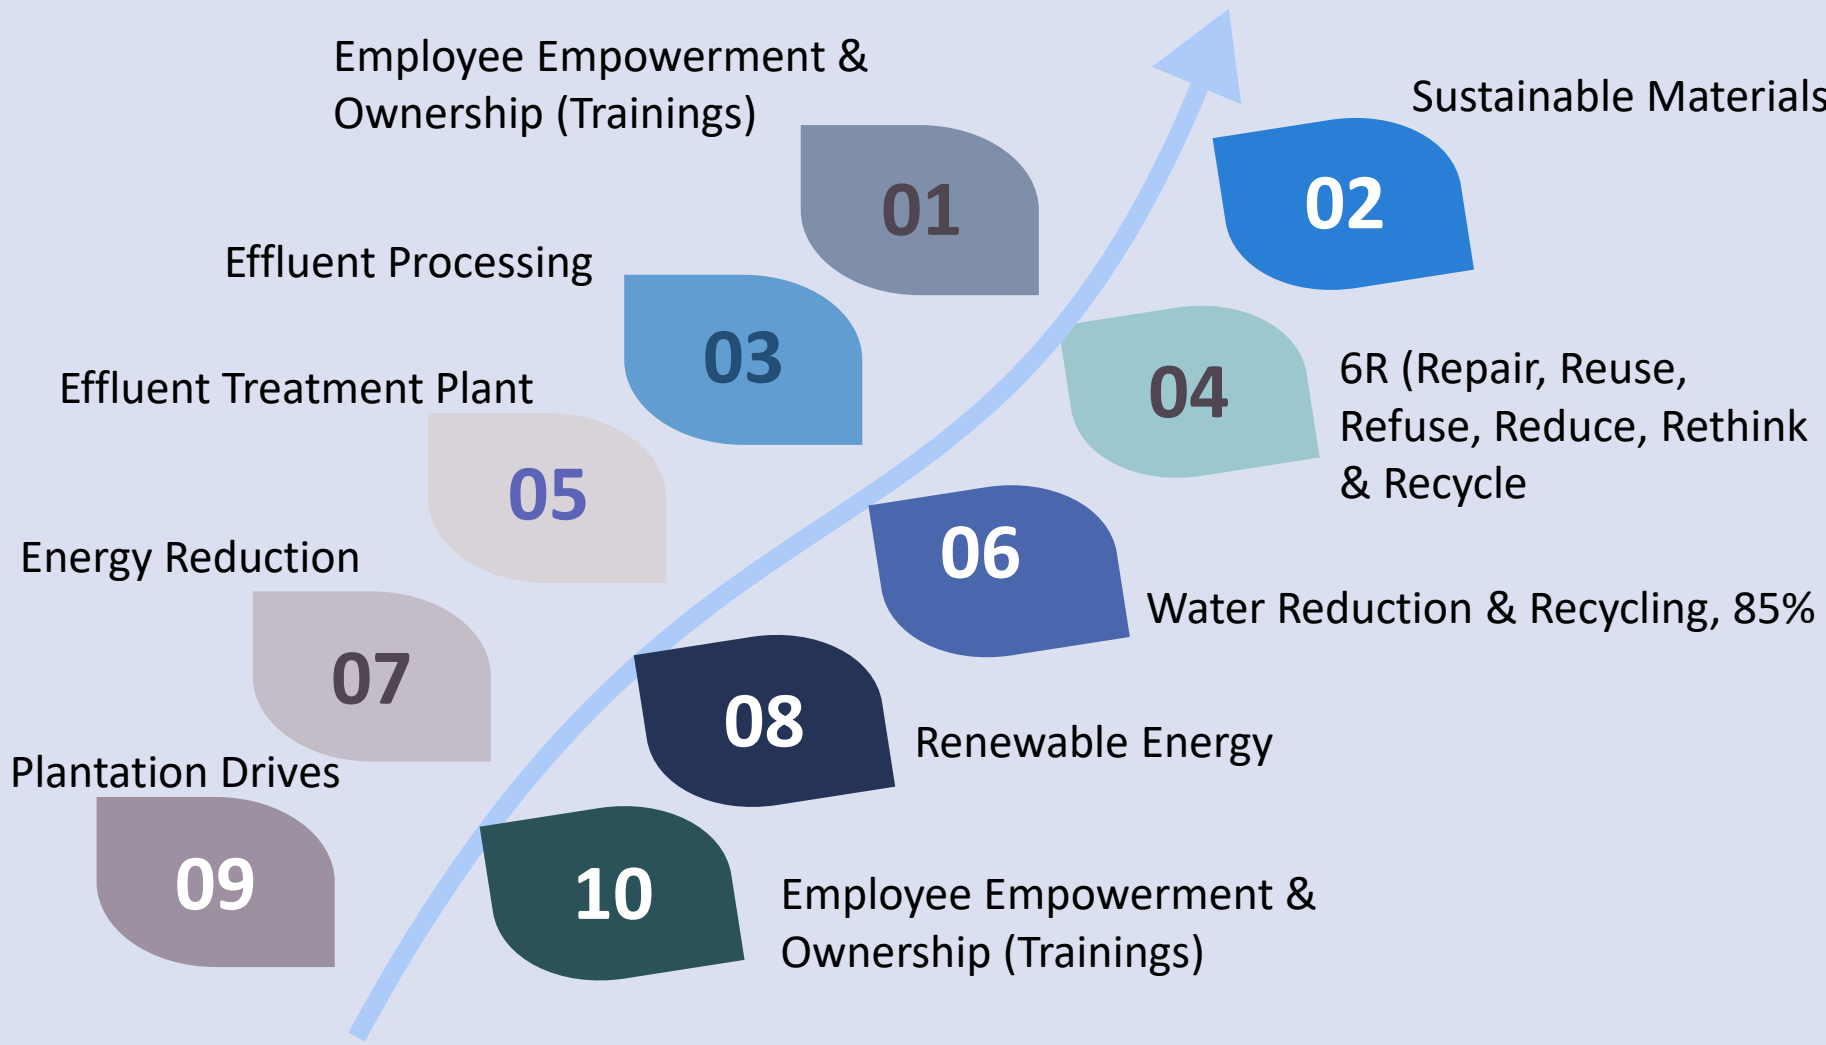 Employee Empowerment &
Ownership (Trainings)
01
Sustainable Materials
02
Effluent Processing
03
04
6R (Repair, Reuse,
Refuse, Reduce, Rethink
& Recycle
Effluent Treatment Plant
05
06
Water Reduction & Recycling, 85%
Energy Reduction
07
08
Renewable Energy
Plantation Drives
09
10
Employee Empowerment &
Ownership (Trainings)